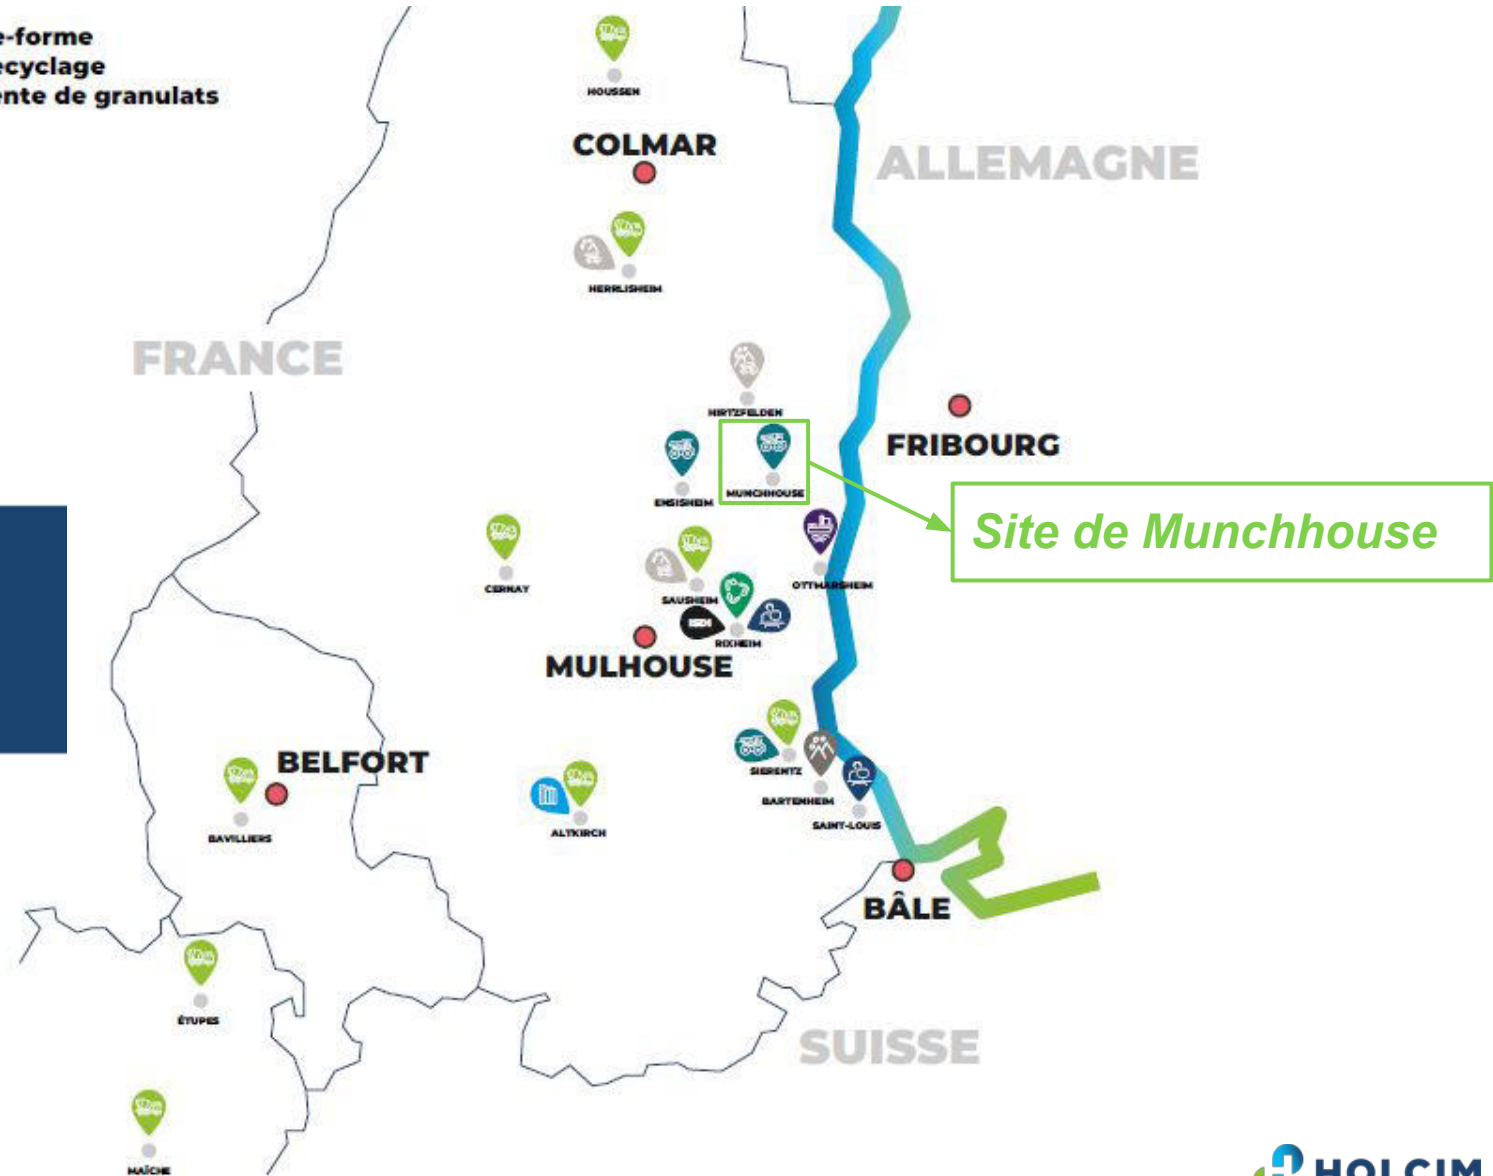 e-forme
ecyclage
ente de granulats
HOUSSEN
COLMAR
ALLEMAGNE
HERRLISHEIM
FRANCE
HIRTZFELDEN
FRIBOURG
ENSISHEIM
MUNCHHOUSE
Site de Munchhouse
CERNAY
OTTMARSHEIM
SAUSHEIM
ISDI
RIXHEIM
MULHOUSE
BELFORT
SIERENTZ
BARTENHEIM
SAINT-LOUIS
BAVILLIERS
ALTKIRCH
BÂLE
ÉTUPES
SUISSE
MAÎCHE
HOLCIM